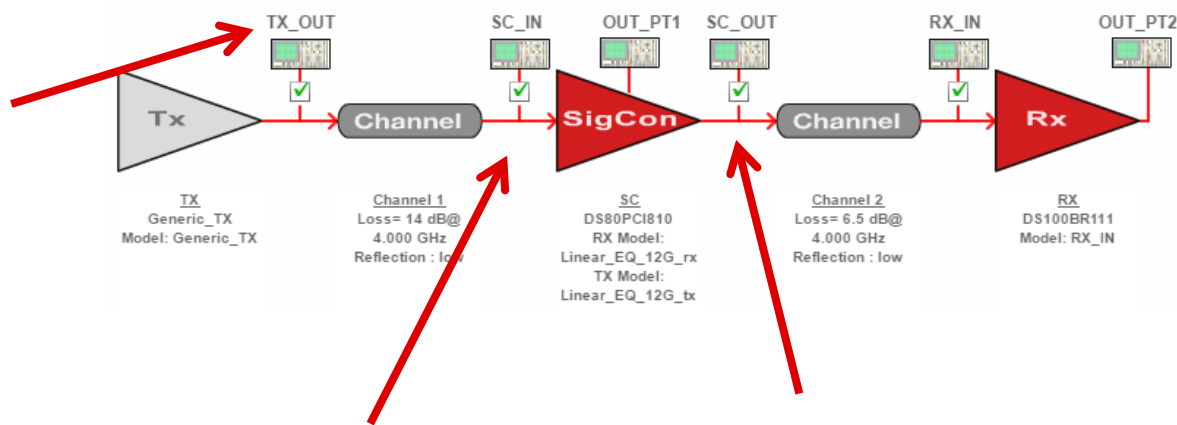 TX_OUT
SC_IN
OUT_PT1
SC_OUT
RX_IN
OUT_PT2
Tx
Channel
SigCon
Channel
Rx
TX
Generic_TX
Model: Generic_TX
Channel 1
Loss= 14 dB@
4.000 GHz
Reflection : low
SC
DS80PCI810
RX Model:
Linear_EQ_12G_rx
TX Model:
Linear_EQ_12G_tx
Channel 2
Loss= 6.5 dB@
4.000 GHz
Reflection : low
RX
DS100BR111
Model: RX_IN